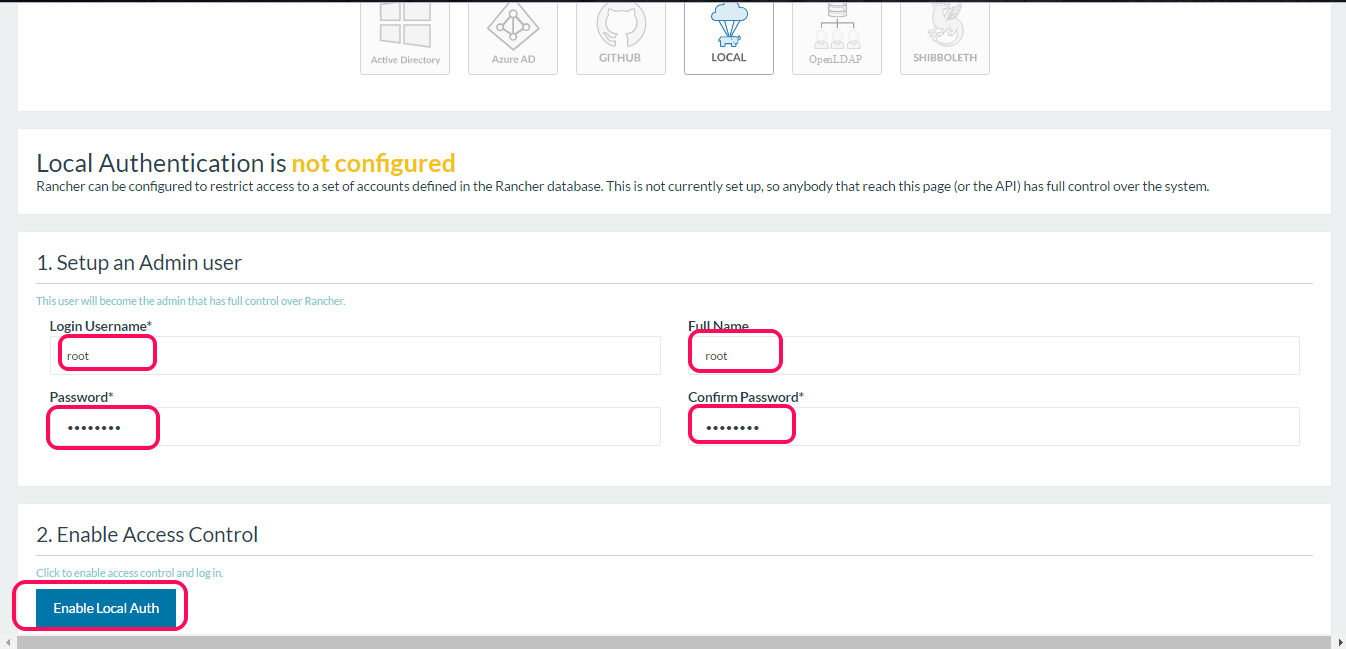 Active Directory
Azure AD
GITHUB
LOCAL
OpenLDAP
SHIBBOLETH
Local Authentication is not configured
Rancher can be configured to restrict access to a set of accounts defined in the Rancher database. This is not currently set up, so anybody that reach this page (or the API) has full control over the system.
1. Setup an Admin user
This user will become the admin that has full control over Rancher.
Login Username*
Full Name
root
root
Password*
Confirm Password*
••••••••
••••••••
2. Enable Access Control
Click to enable access control and log in.
Enable Local Auth